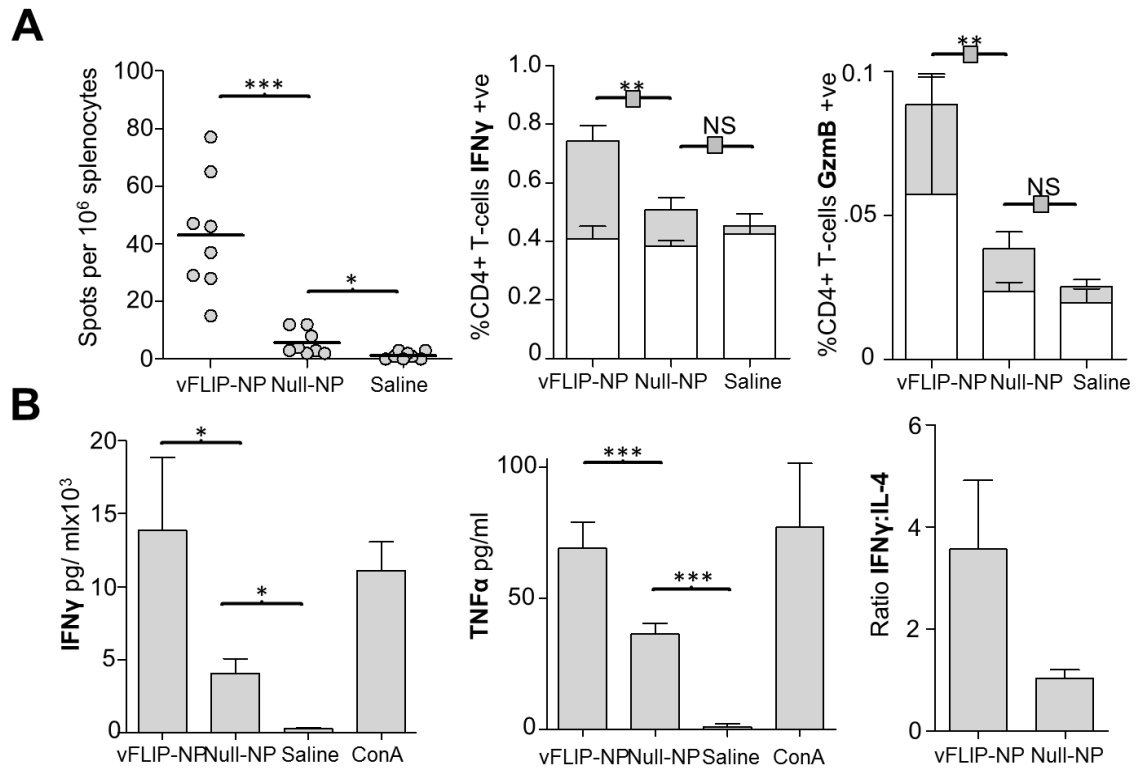 A
Spots per 10⁶ splenocytes
100
80
60
40
20
0
***
*
vFLIP-NP Null-NP Saline
%CD4+ T-cells IFNγ +ve
1.0
0.8
0.6
0.4
0.2
0.0
**
NS
vFLIP-NP Null-NP Saline
%CD4+ T-cells GzmB +ve
0.1
.05
0
**
NS
vFLIP-NP Null-NP Saline
B
IFNγ pg/ mlx10³
20
15
10
5
0
*
*
vFLIP-NP Null-NP Saline ConA
TNFα pg/ml
100
50
0
***
***
vFLIP-NP Null-NP Saline ConA
Ratio IFNγ:IL-4
6
4
2
0
vFLIP-NP Null-NP